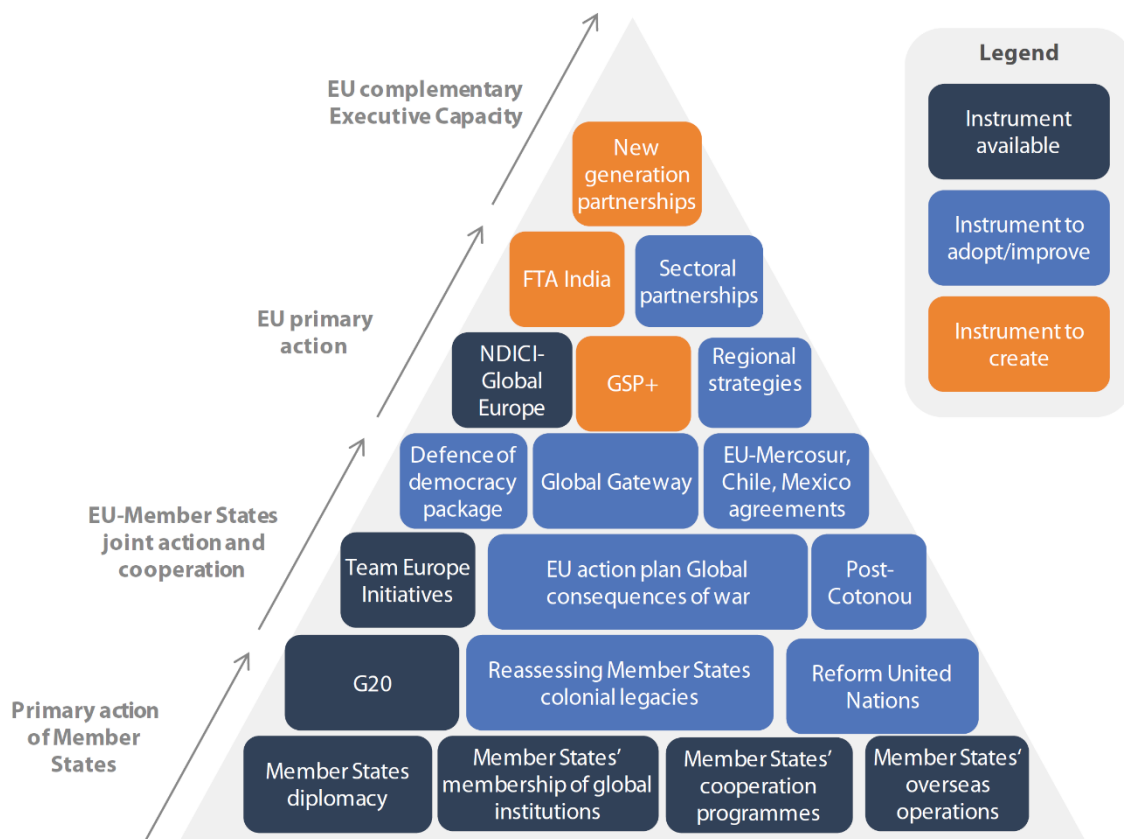 EU complementary
Executive Capacity
EU primary
action
EU-Member States
joint action and
cooperation
Primary action
of Member
States
New
generation
partnerships
FTA India
Sectoral
partnerships
NDICI-
Global
Europe
GSP+
Regional
strategies
Defence of
democracy
package
Global Gateway
EU-Mercosur,
Chile, Mexico
agreements
Team Europe
Initiatives
EU action plan Global
consequences of war
Post-
Cotonou
G20
Reassessing Member States
colonial legacies
Reform United
Nations
Member States
diplomacy
Member States’
membership of global
institutions
Member States’
cooperation
programmes
Member States‘
overseas
operations
Legend
Instrument
available
Instrument to
adopt/improve
Instrument to
create